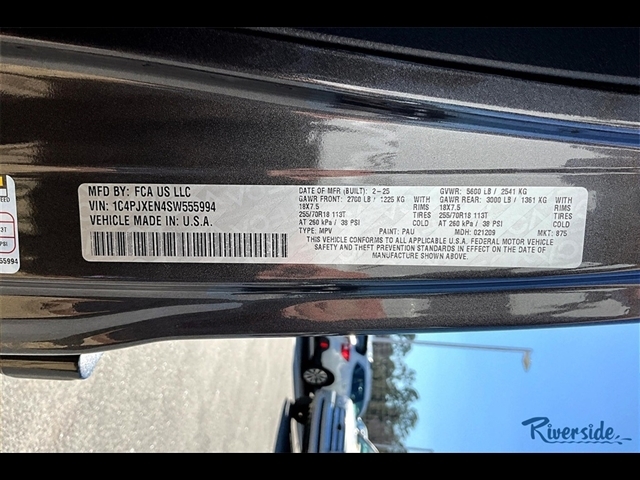 MFD BY: FCA US LLC
VIN: 1C4PJXEN4SW555994
VEHICLE MADE IN U.S.A.
DATE OF MFR (BUILT): 2-25 GVWR: 5600 LB / 2541 KG
GAWR FRONT: 2700 LB / 1225 KG GAWR REAR: 3000 LB / 1361 KG
18X7.5 RIMS 18X7.5 RIMS
255/70R18 113T TIRES 255/70R18 113T TIRES
AT 260 kPa / 38 PSI COLD AT 260 kPa / 38 PSI COLD
TYPE: MPV PAINT: PAU MDH: 021209 MKT: 875
THIS VEHICLE CONFORMS TO ALL APPLICABLE U.S.A. FEDERAL MOTOR VEHICLE
SAFETY AND THEFT PREVENTION STANDARDS IN EFFECT ON THE DATE OF
MANUFACTURE SHOWN ABOVE.
Riverside